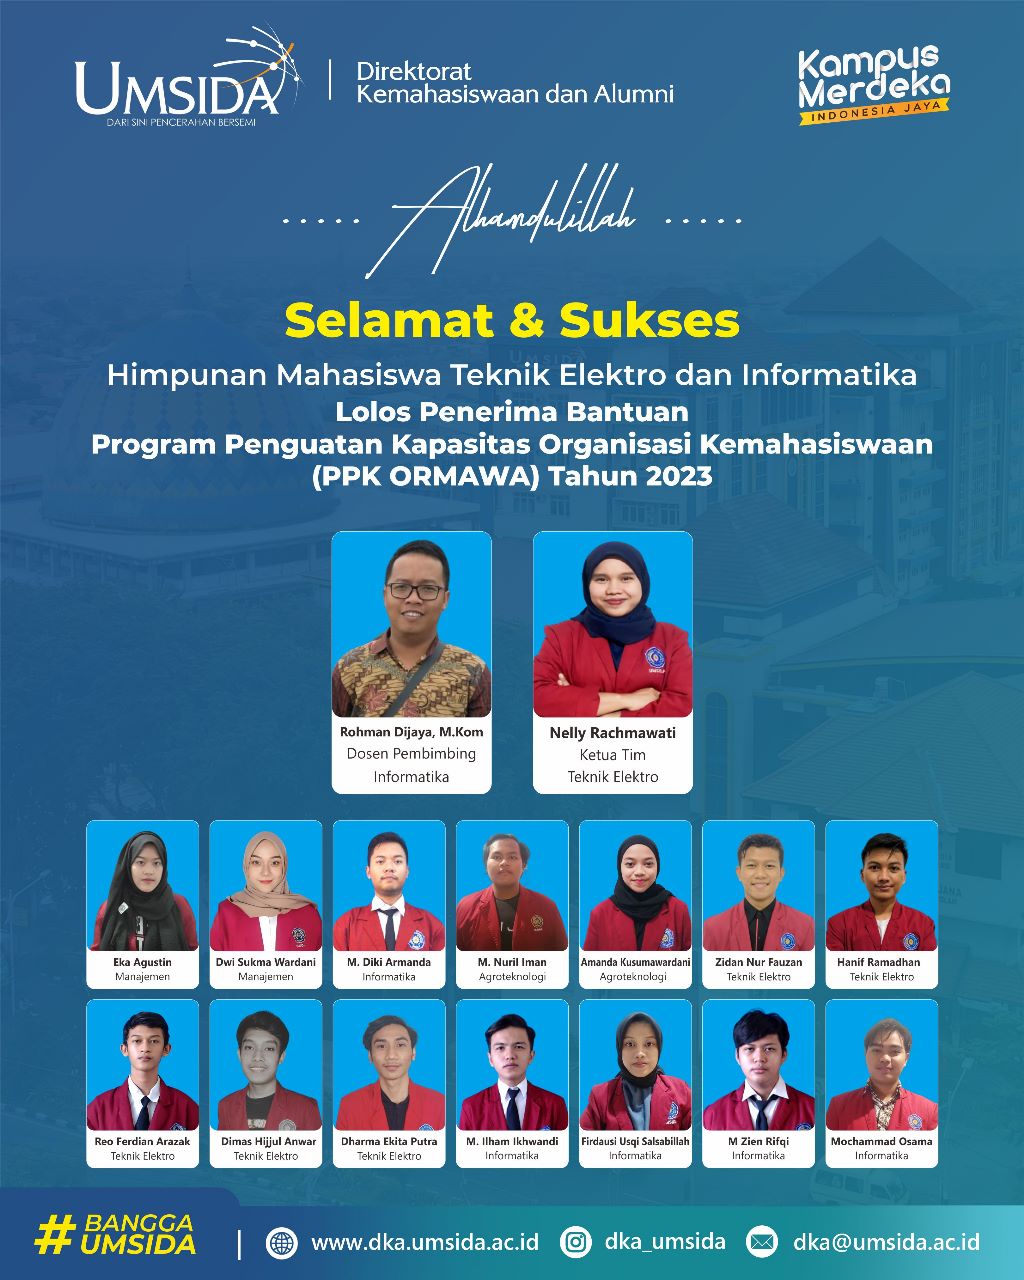 UMSIDA
DARI SINI PENCERAHAN BERSEMI
Direktorat
Kemahasiswaan dan Alumni
Kampus
Merdeka
INDONESIA JAYA
Alhamdulillah
Selamat & Sukses
Himpunan Mahasiswa Teknik Elektro dan Informatika
Lolos Penerima Bantuan
Program Penguatan Kapasitas Organisasi Kemahasiswaan
(PPK ORMAWA) Tahun 2023
Rohman Dijaya, M.Kom
Dosen Pembimbing
Informatika
Nelly Rachmawati
Ketua Tim
Teknik Elektro
Eka Agustin
Manajemen
Dwi Sukma Wardani
Manajemen
M. Diki Armanda
Informatika
M. Nuril Iman
Agroteknologi
Amanda Kusumawardani
Agroteknologi
Zidan Nur Fauzan
Teknik Elektro
Hanif Ramadhan
Teknik Elektro
Reo Ferdian Arazak
Teknik Elektro
Dimas Hijjul Anwar
Teknik Elektro
Dharma Ekita Putra
Teknik Elektro
M. Ilham Ikhwandi
Informatika
Firdausi Usqi Salsabillah
Informatika
M Zien Rifqi
Informatika
Mochammad Osama
Informatika
# BANGGA
UMSIDA
www.dka.umsida.ac.id
dka_umsida
dka@umsida.ac.id